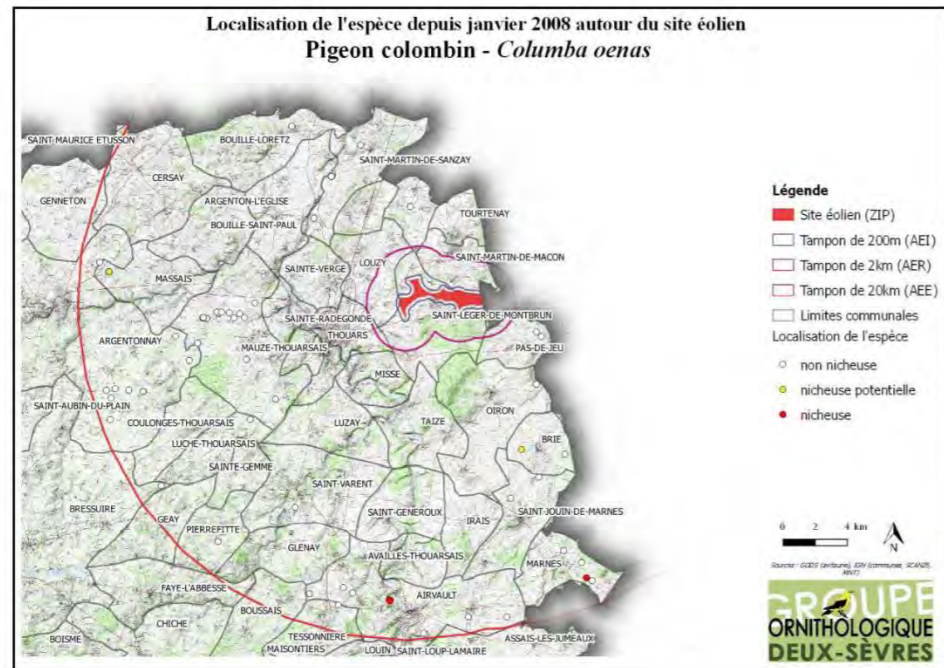 Localisation de l'espèce depuis janvier 2008 autour du site éolien
Pigeon colombin - Columba oenas
SAINT MAURICE ETUSSON
BOUILLE-LORETZ
SAINT-MARTIN-DE-SANZAY
CERSAY
GENNETON
ARGENTON-L'EGLISE
TOURTENAY
BOUILLE-SAINT-PAUL
SAINT-MARTIN-DE-MACON
LOUZY
SAINTE-VERGE
MASSAIS
SAINTE-RADEGONDE
SAINT-LEGER-DE-MONTBRUN
THOUARS
ARGENTONNAY
MAUZE-THOUARSAIS
PAS-DE-JEU
MISSE
SAINT-AUBIN-DU-PLAIN
OIRON
COULONGES-THOUARSAIS
LUZAY
TAIZE
BRIE
LUCHE-THOUARSAIS
SAINTE-GEMME
SAINT-VARENT
BRESSUIRE
SAINT-GENEROUX
SAINT-JOUIN-DE-MARNES
GEAY
IRAIS
PIERREFITTE
GLENAY
AVAILLES-THOUARSAIS
MARNES
FAYE-L'ABBESSE
AIRVAULT
BOUSSAIS
CHICHE
BOISME
TESSONNIERE
ASSAIS-LES-JUMEAUX
MAISONTIERS
LOUIN
SAINT-LOUP-LAMAIRE
Légende
Site éolien (ZIP)
Tampon de 200m (AEI)
Tampon de 2km (AER)
Tampon de 20km (AEE)
Limites communales
Localisation de l'espèce
non nicheuse
nicheuse potentielle
nicheuse
0 2 4 km
N
GROUPE
ORNITHOLOGIQUE
DEUX-SÈVRES